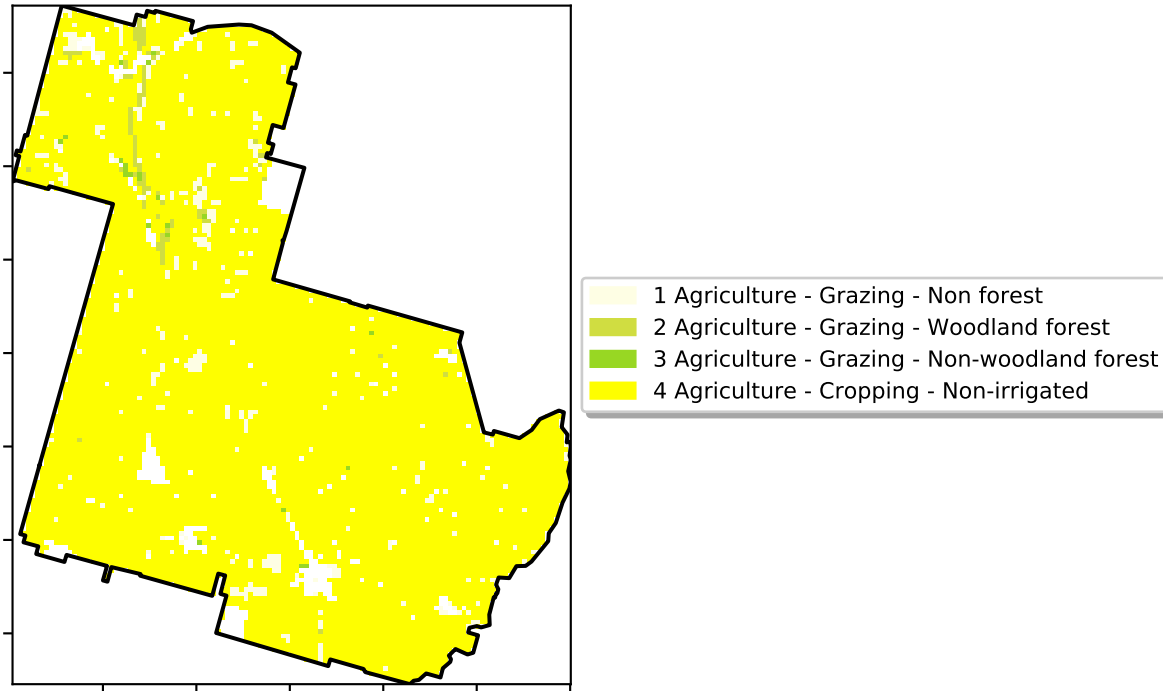 1 Agriculture - Grazing - Non forest
2 Agriculture - Grazing - Woodland forest
3 Agriculture - Grazing - Non-woodland forest
4 Agriculture - Cropping - Non-irrigated